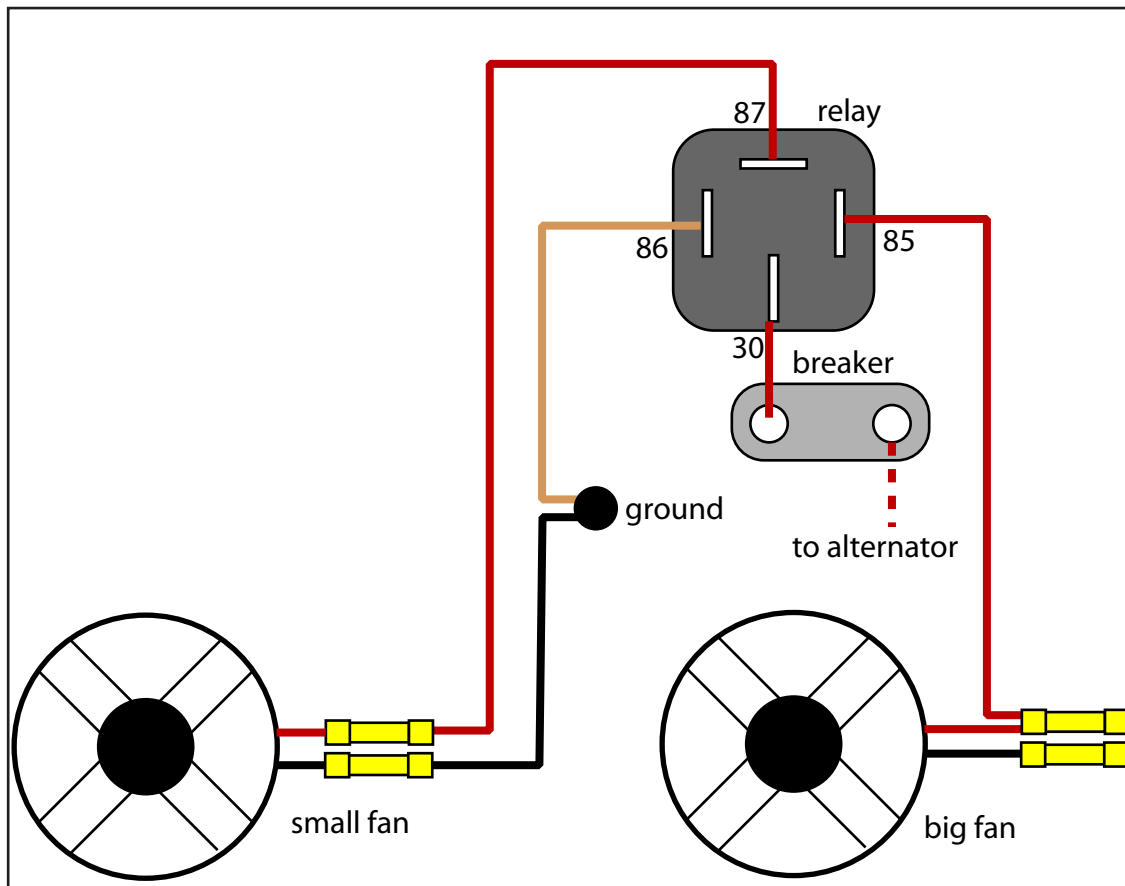 87
relay
86
85
30
breaker
ground
to alternator
small fan
big fan